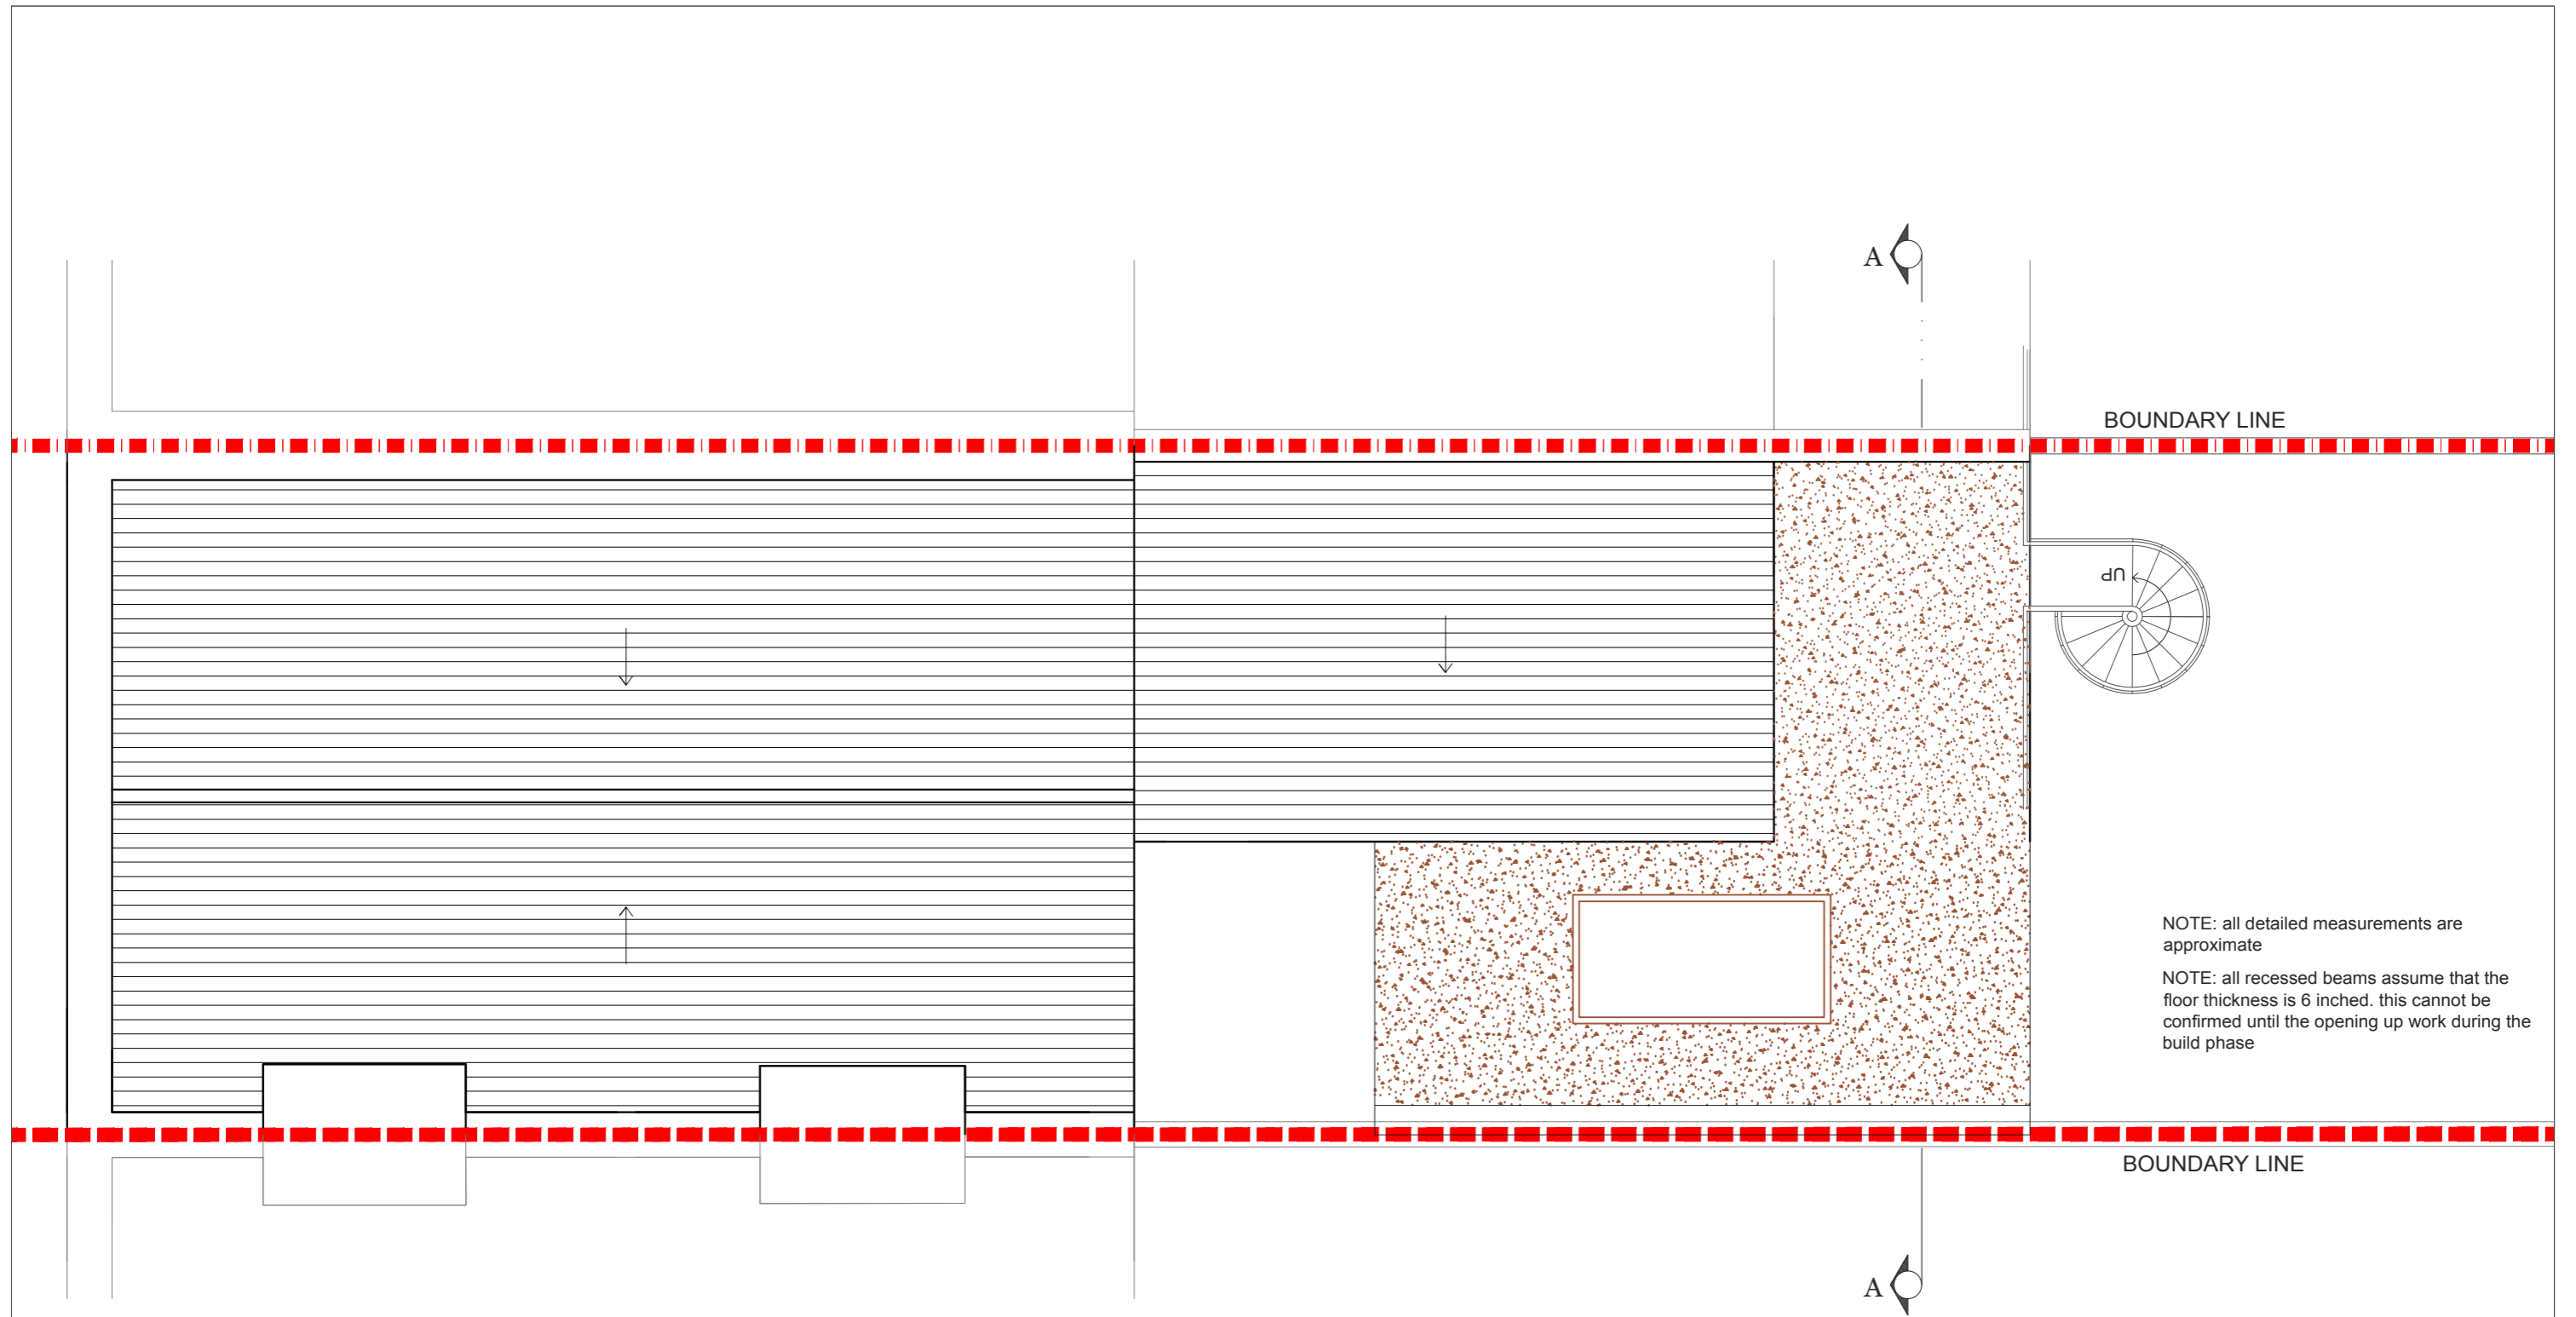 A
BOUNDARY LINE
UP
NOTE: all detailed measurements are
approximate
NOTE: all recessed beams assume that the
floor thickness is 6 inched. this cannot be
confirmed until the opening up work during the
build phase
BOUNDARY LINE
A